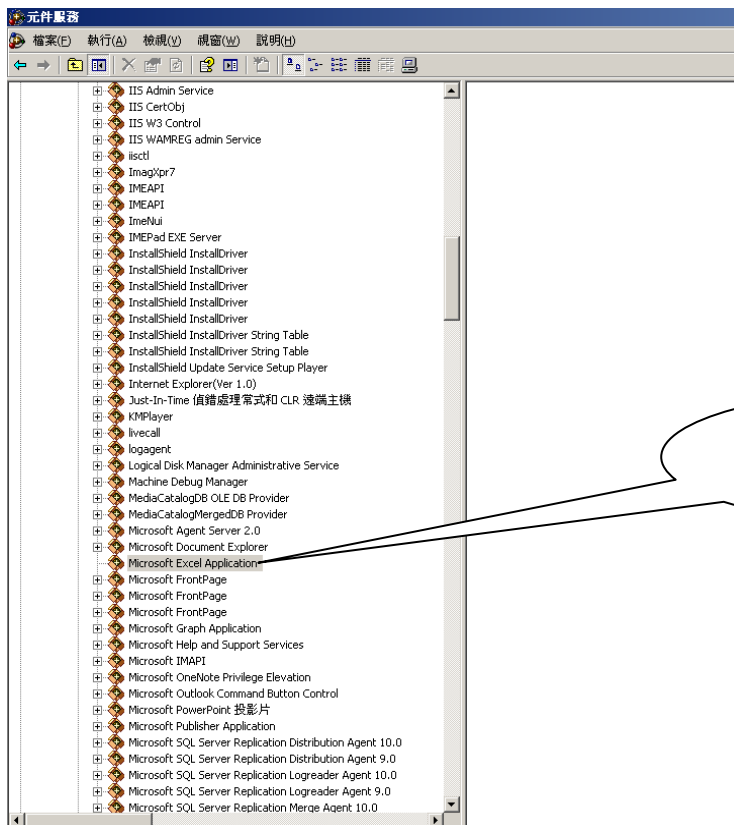 元件服務
檔案(F) 執行(A) 檢視(V) 視窗(W) 說明(H)
IIS Admin Service
IIS CertObj
IIS W3 Control
IIS WAMREG admin Service
iisctl
ImagXpr7
IMEAPI
IMEAPI
ImeNui
IMEPad EXE Server
InstallShield InstallDriver
InstallShield InstallDriver
InstallShield InstallDriver
InstallShield InstallDriver
InstallShield InstallDriver
InstallShield InstallDriver String Table
InstallShield InstallDriver String Table
InstallShield Update Service Setup Player
Internet Explorer(Ver 1.0)
Just-In-Time 偵錯處理常式和 CLR 遠端主機
KMPlayer
livecall
logagent
Logical Disk Manager Administrative Service
Machine Debug Manager
MediaCatalogDB OLE DB Provider
MediaCatalogMergedDB Provider
Microsoft Agent Server 2.0
Microsoft Document Explorer
Microsoft Excel Application
Microsoft FrontPage
Microsoft FrontPage
Microsoft FrontPage
Microsoft Graph Application
Microsoft Help and Support Services
Microsoft IMAPI
Microsoft OneNote Privilege Elevation
Microsoft Outlook Command Button Control
Microsoft PowerPoint 投影片
Microsoft Publisher Application
Microsoft SQL Server Replication Distribution Agent 10.0
Microsoft SQL Server Replication Distribution Agent 9.0
Microsoft SQL Server Replication Logreader Agent 10.0
Microsoft SQL Server Replication Logreader Agent 9.0
Microsoft SQL Server Replication Merge Agent 10.0